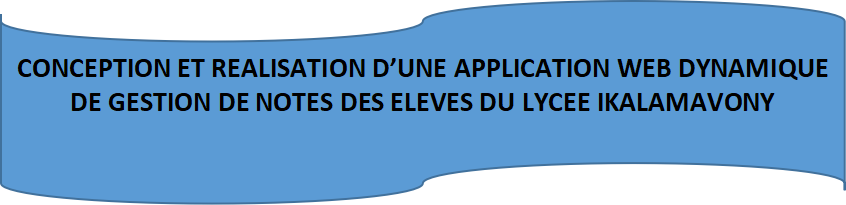 CONCEPTION ET REALISATION D’UNE APPLICATION WEB DYNAMIQUE
DE GESTION DE NOTES DES ELEVES DU LYCEE IKALAMAVONY